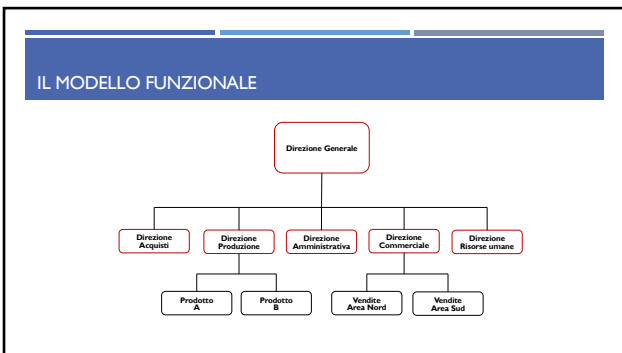 IL MODELLO FUNZIONALE
Direzione Generale
Direzione
Acquisti
Direzione
Produzione
Direzione
Amministrativa
Direzione
Commerciale
Direzione
Risorse umane
Prodotto
A
Prodotto
B
Vendite
Area Nord
Vendite
Area Sud